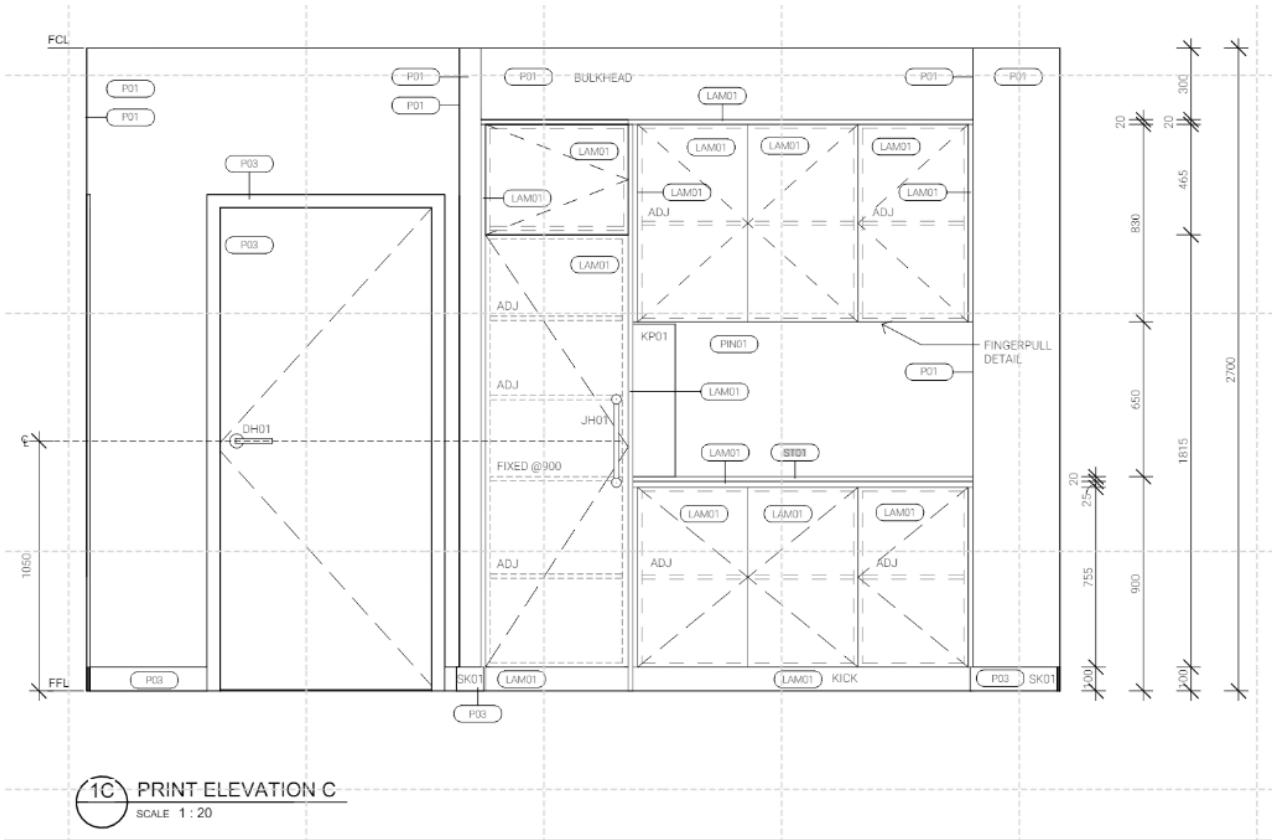 FCL
P01
P01
P01
P01
P01
BULKHEAD
P01
P01
LAM01
P03
P03
LAM01
LAM01
LAM01
LAM01
LAM01
LAM01
LAM01
ADJ
ADJ
LAM01
ADJ
KP01
PIN01
FINGERPULL
DETAIL
P01
ADJ
LAM01
JH01
DH01
LAM01
ST01
FIXED @900
LAM01
LAM01
LAM01
ADJ
ADJ
ADJ
FFL
P03
SK01
LAM01
LAM01
KICK
P03
SK01
P03
℄
1050
20
830
650
20
25
755
900
100
300
20
465
1815
100
2700
1C
PRINT ELEVATION C
SCALE 1 : 20